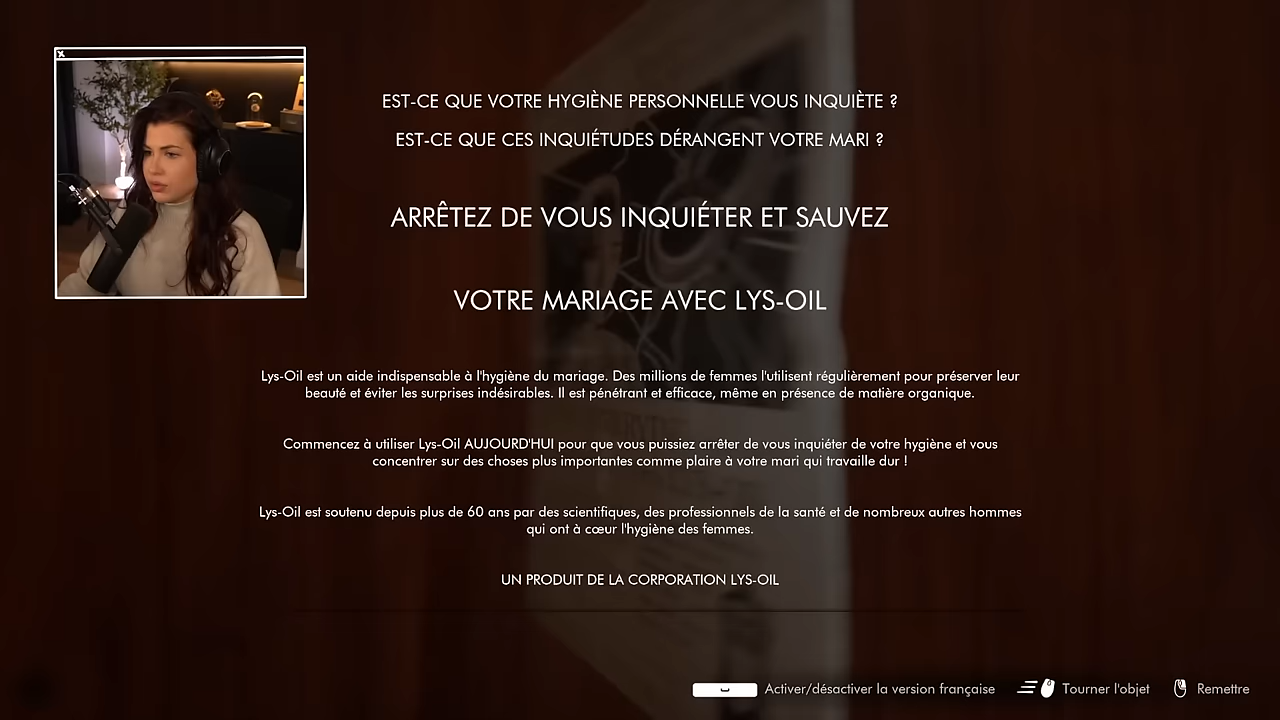 EST-CE QUE VOTRE HYGIÈNE PERSONNELLE VOUS INQUIÈTE ?
EST-CE QUE CES INQUIÉTUDES DÉRANGENT VOTRE MARI ?
ARRÊTEZ DE VOUS INQUIÉTER ET SAUVEZ
VOTRE MARIAGE AVEC LYS-OIL
Lys-Oil est un aide indispensable à l'hygiène du mariage. Des millions de femmes l'utilisent régulièrement pour préserver leur
beauté et éviter les surprises indésirables. Il est pénétrant et efficace, même en présence de matière organique.
Commencez à utiliser Lys-Oil AUJOURD'HUI pour que vous puissiez arrêter de vous inquiéter de votre hygiène et vous
concentrer sur des choses plus importantes comme plaire à votre mari qui travaille dur !
Lys-Oil est soutenu depuis plus de 60 ans par des scientifiques, des professionnels de la santé et de nombreux autres hommes
qui ont à cœur l'hygiène des femmes.
UN PRODUIT DE LA CORPORATION LYS-OIL
Activer/désactiver la version française Tourner l'objet Remettre